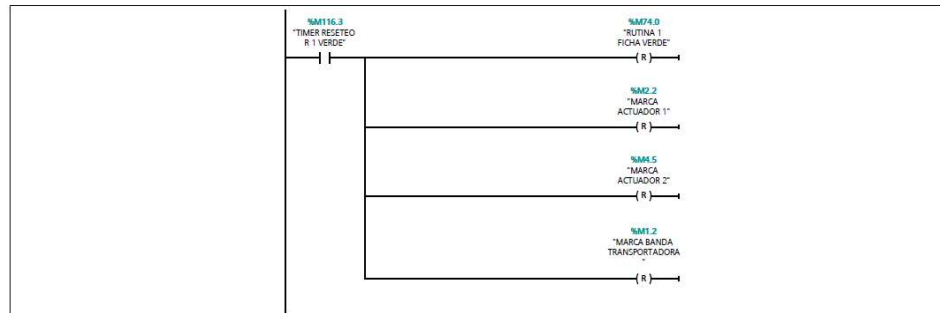 %M116.3
"TIMER RESETEO
R 1 VERDE"
%M74.0
"RUTINA 1
FICHA VERDE"
( R )
%M2.2
"MARCA
ACTUADOR 1"
( R )
%M4.5
"MARCA
ACTUADOR 2"
( R )
%M1.2
"MARCA BANDA
TRANSPORTADORA
"
( R )